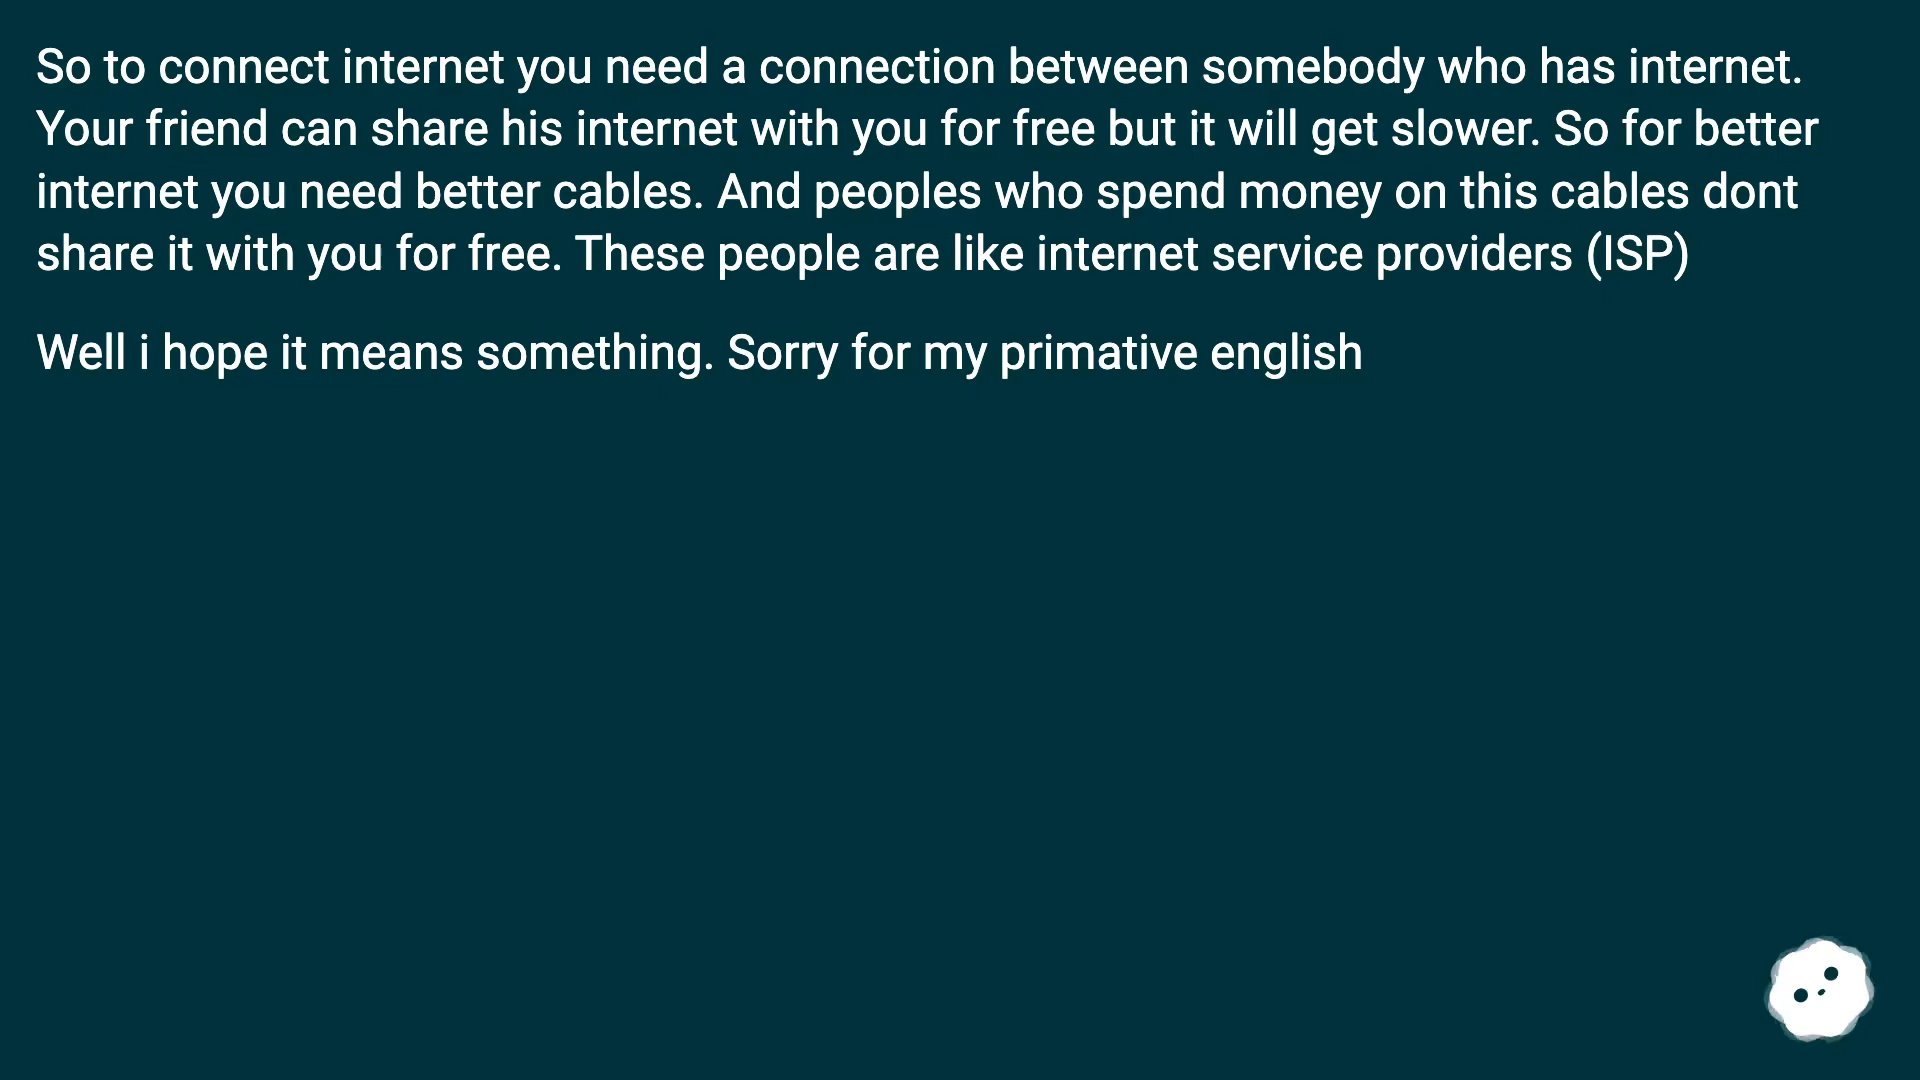 So to connect internet you need a connection between somebody who has internet.
Your friend can share his internet with you for free but it will get slower. So for better
internet you need better cables. And peoples who spend money on this cables dont
share it with you for free. These people are like internet service providers (ISP)
Well i hope it means something. Sorry for my primative english